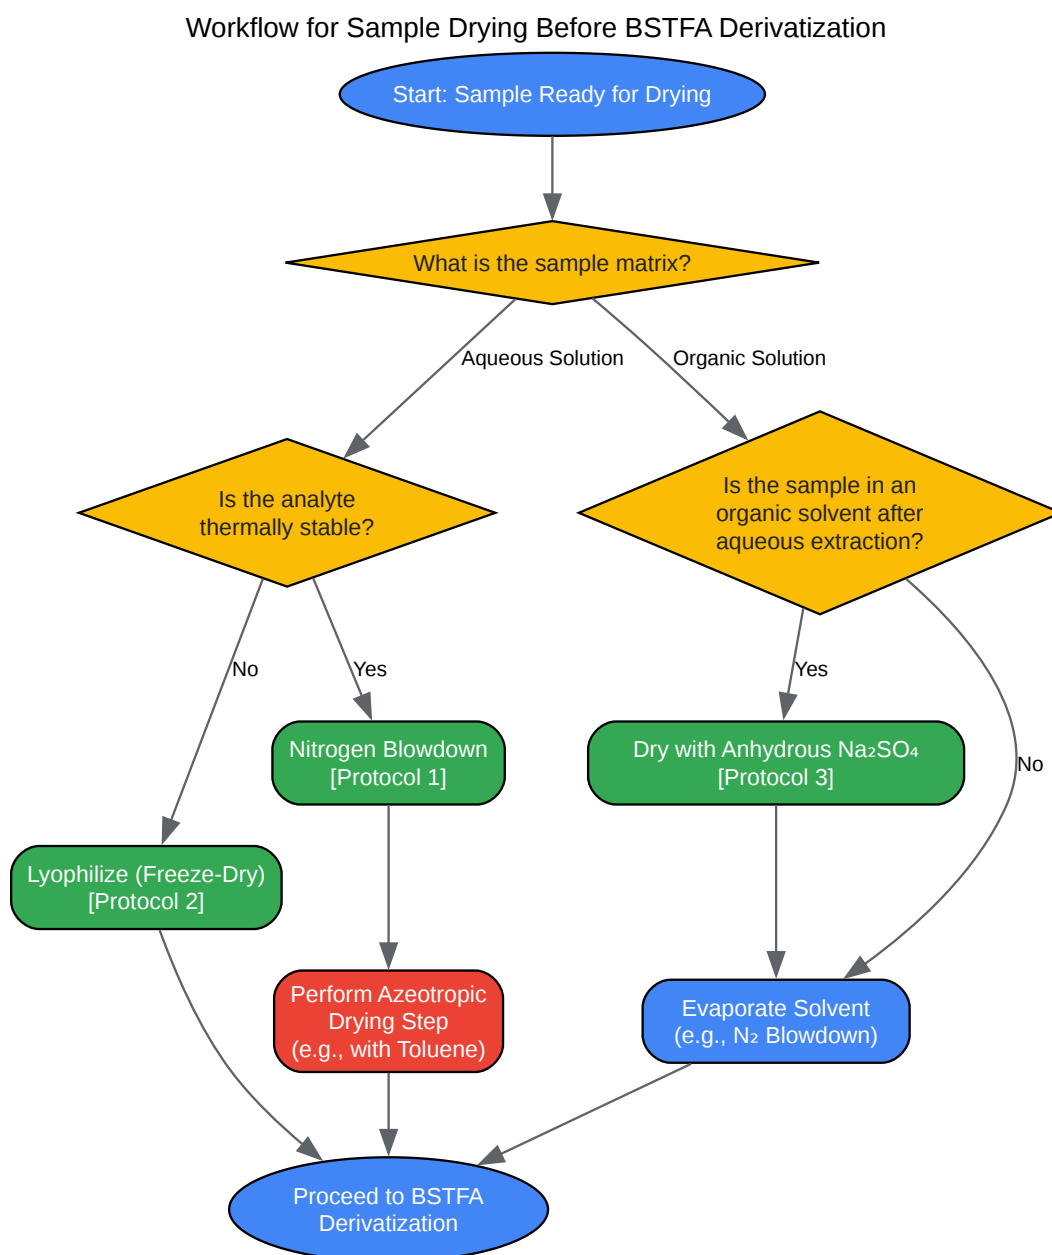 Workflow for Sample Drying Before BSTFA Derivatization
Start: Sample Ready for Drying
What is the sample matrix?
Aqueous Solution
Organic Solution
Is the analyte
thermally stable?
Is the sample in an
organic solvent after
aqueous extraction?
No
Yes
Yes
No
Nitrogen Blowdown
[Protocol 1]
Dry with Anhydrous Na₂SO₄
[Protocol 3]
Lyophilize (Freeze-Dry)
[Protocol 2]
Perform Azeotropic
Drying Step
(e.g., with Toluene)
Evaporate Solvent
(e.g., N₂ Blowdown)
Proceed to BSTFA
Derivatization